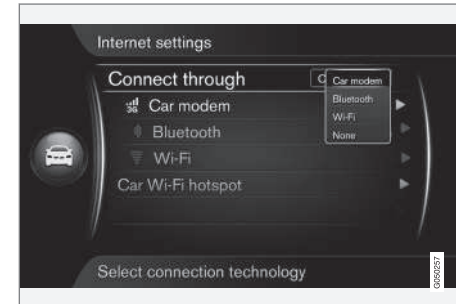 Internet settings
Connect through
Car modem
Bluetooth
Wi-Fi
None
3G Car modem
Bluetooth
Wi-Fi
Car Wi-Fi hotspot
Select connection technology
G050257